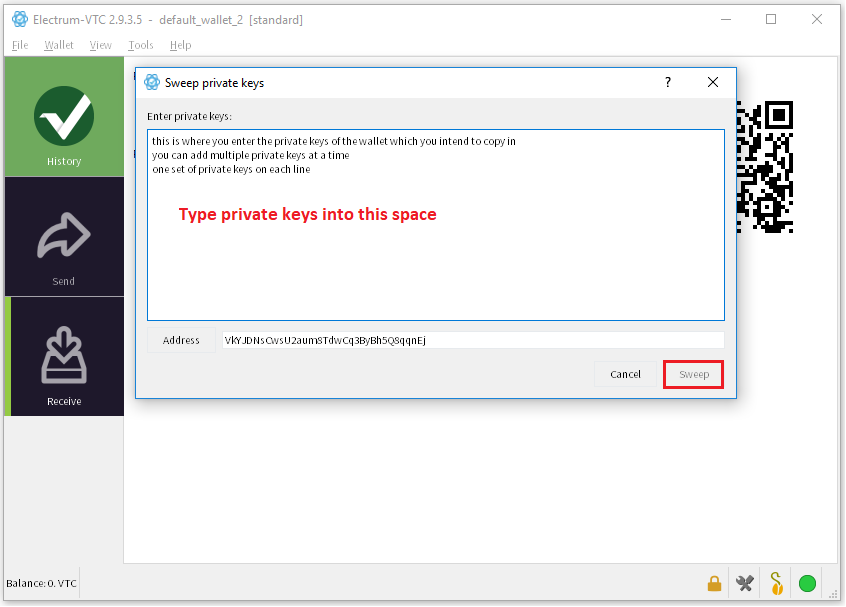 Electrum-VTC 2.9.3.5 - default_wallet_2 [standard]
File Wallet View Tools Help
Sweep private keys
?
Enter private keys:
this is where you enter the private keys of the wallet which you intend to copy in
you can add multiple private keys at a time
one set of private keys on each line
Type private keys into this space
Address VkYJDNsCwsU2aum8TdwCq3ByBh5Q8qqnEj
Cancel Sweep
History
Send
Receive
Balance: 0. VTC